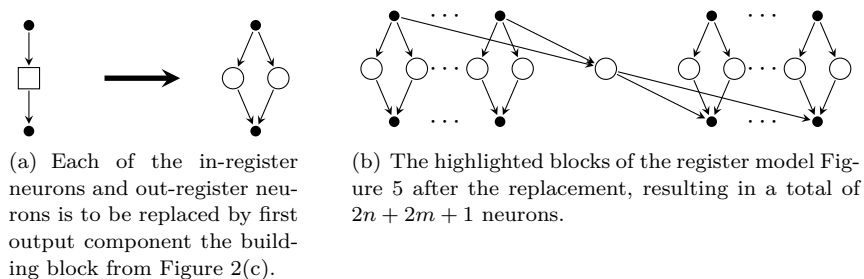 (a) Each of the in-register
neurons and out-register neu-
rons is to be replaced by first
output component the build-
ing block from Figure 2(c).
(b) The highlighted blocks of the register model Fig-
ure 5 after the replacement, resulting in a total of
2n + 2m + 1 neurons.